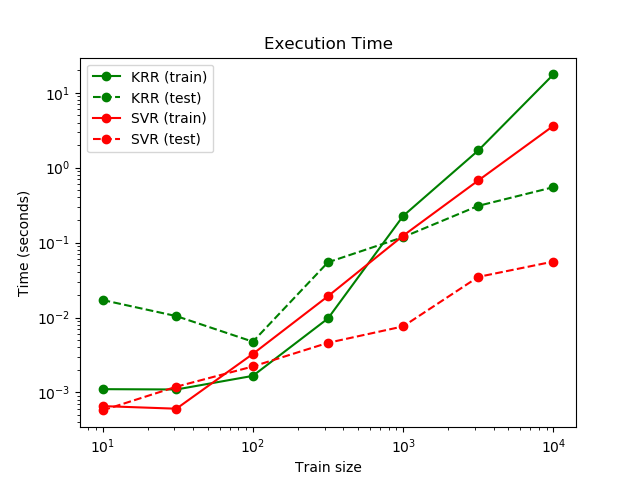 Execution Time
KRR (train)
KRR (test)
SVR (train)
SVR (test)
10^1
10^0
10^-1
10^-2
10^-3
Time (seconds)
10^1 10^2 10^3 10^4
Train size